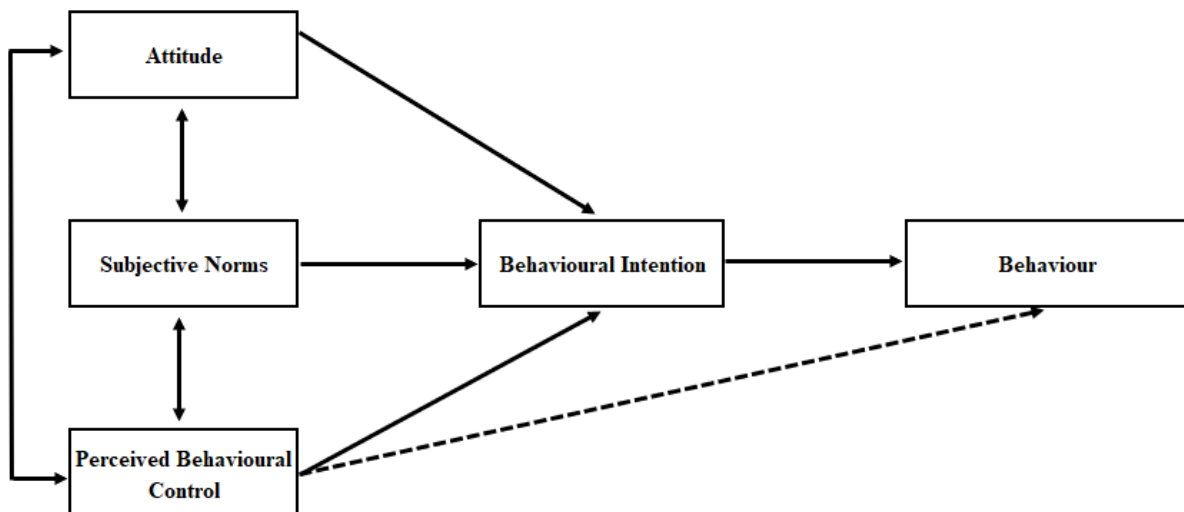 Attitude
Subjective Norms
Behavioural Intention
Behaviour
Perceived Behavioural
Control